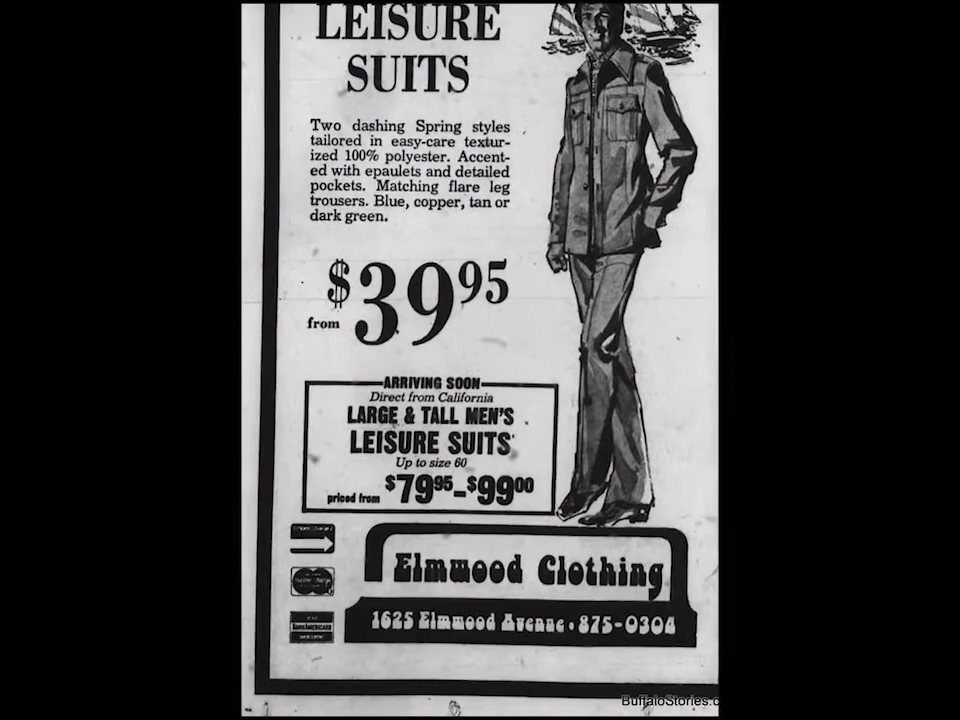 LEISURE
SUITS
Two dashing Spring styles
tailored in easy-care textur-
ized 100% polyester. Accent-
ed with epaulets and detailed
pockets. Matching flare leg
trousers. Blue, copper, tan or
dark green.
from $39 95
ARRIVING SOON
Direct from California
LARGE & TALL MEN'S
LEISURE SUITS
Up to size 60
priced from $79 95 - $99 00
Elmwood Clothing
1625 Elmwood Avenue • 875-0304
BANKAMERICARD
BuffaloStories.c